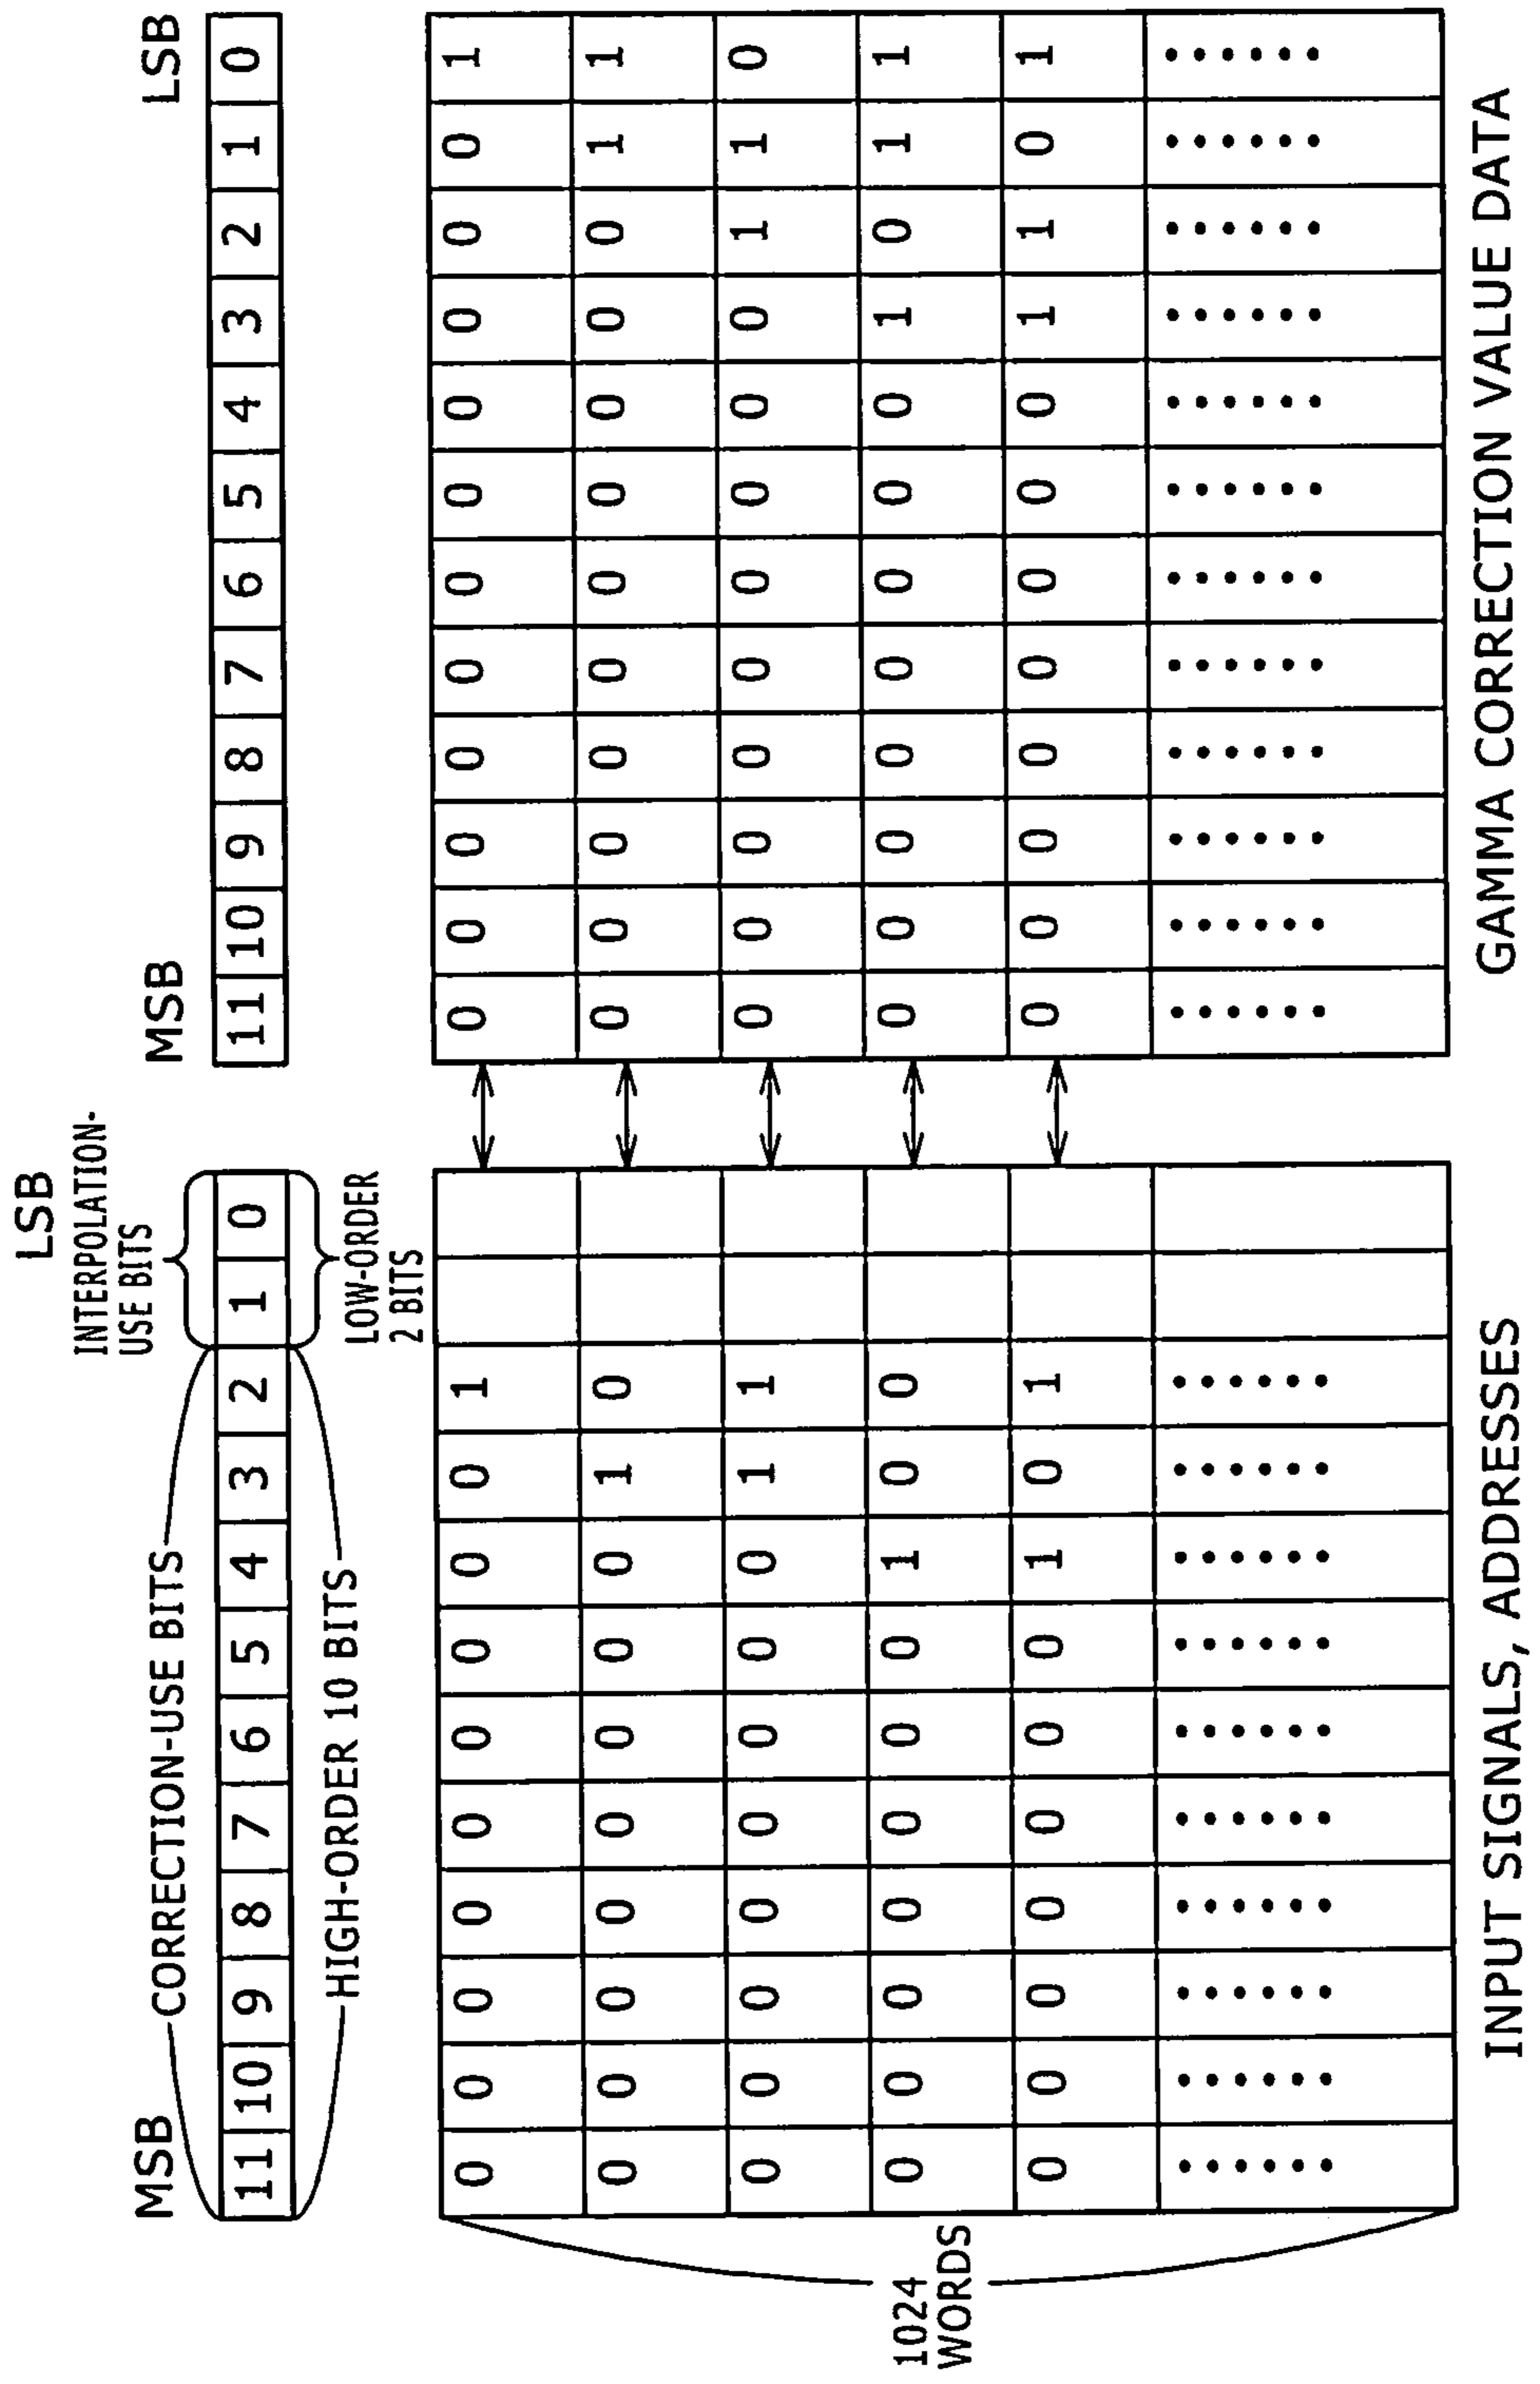 LSB
INTERPOLATION-
USE BITS
MSB
CORRECTION-USE BITS
11 10 9 8 7 6 5 4 3 2 1 0
HIGH-ORDER 10 BITS
LOW-ORDER
2 BITS
0 0 0 0 0 0 0 0 0 1
0 0 0 0 0 0 0 0 1 0
0 0 0 0 0 0 0 0 1 1
0 0 0 0 0 0 0 1 0 0
0 0 0 0 0 0 0 1 0 1
1024
WORDS
INPUT SIGNALS, ADDRESSES
MSB
LSB
11 10 9 8 7 6 5 4 3 2 1 0
0 0 0 0 0 0 0 0 0 0 0 1
0 0 0 0 0 0 0 0 0 0 1 1
0 0 0 0 0 0 0 0 0 1 1 0
0 0 0 0 0 0 0 0 1 0 1 1
0 0 0 0 0 0 0 0 1 1 0 1
GAMMA CORRECTION VALUE DATA